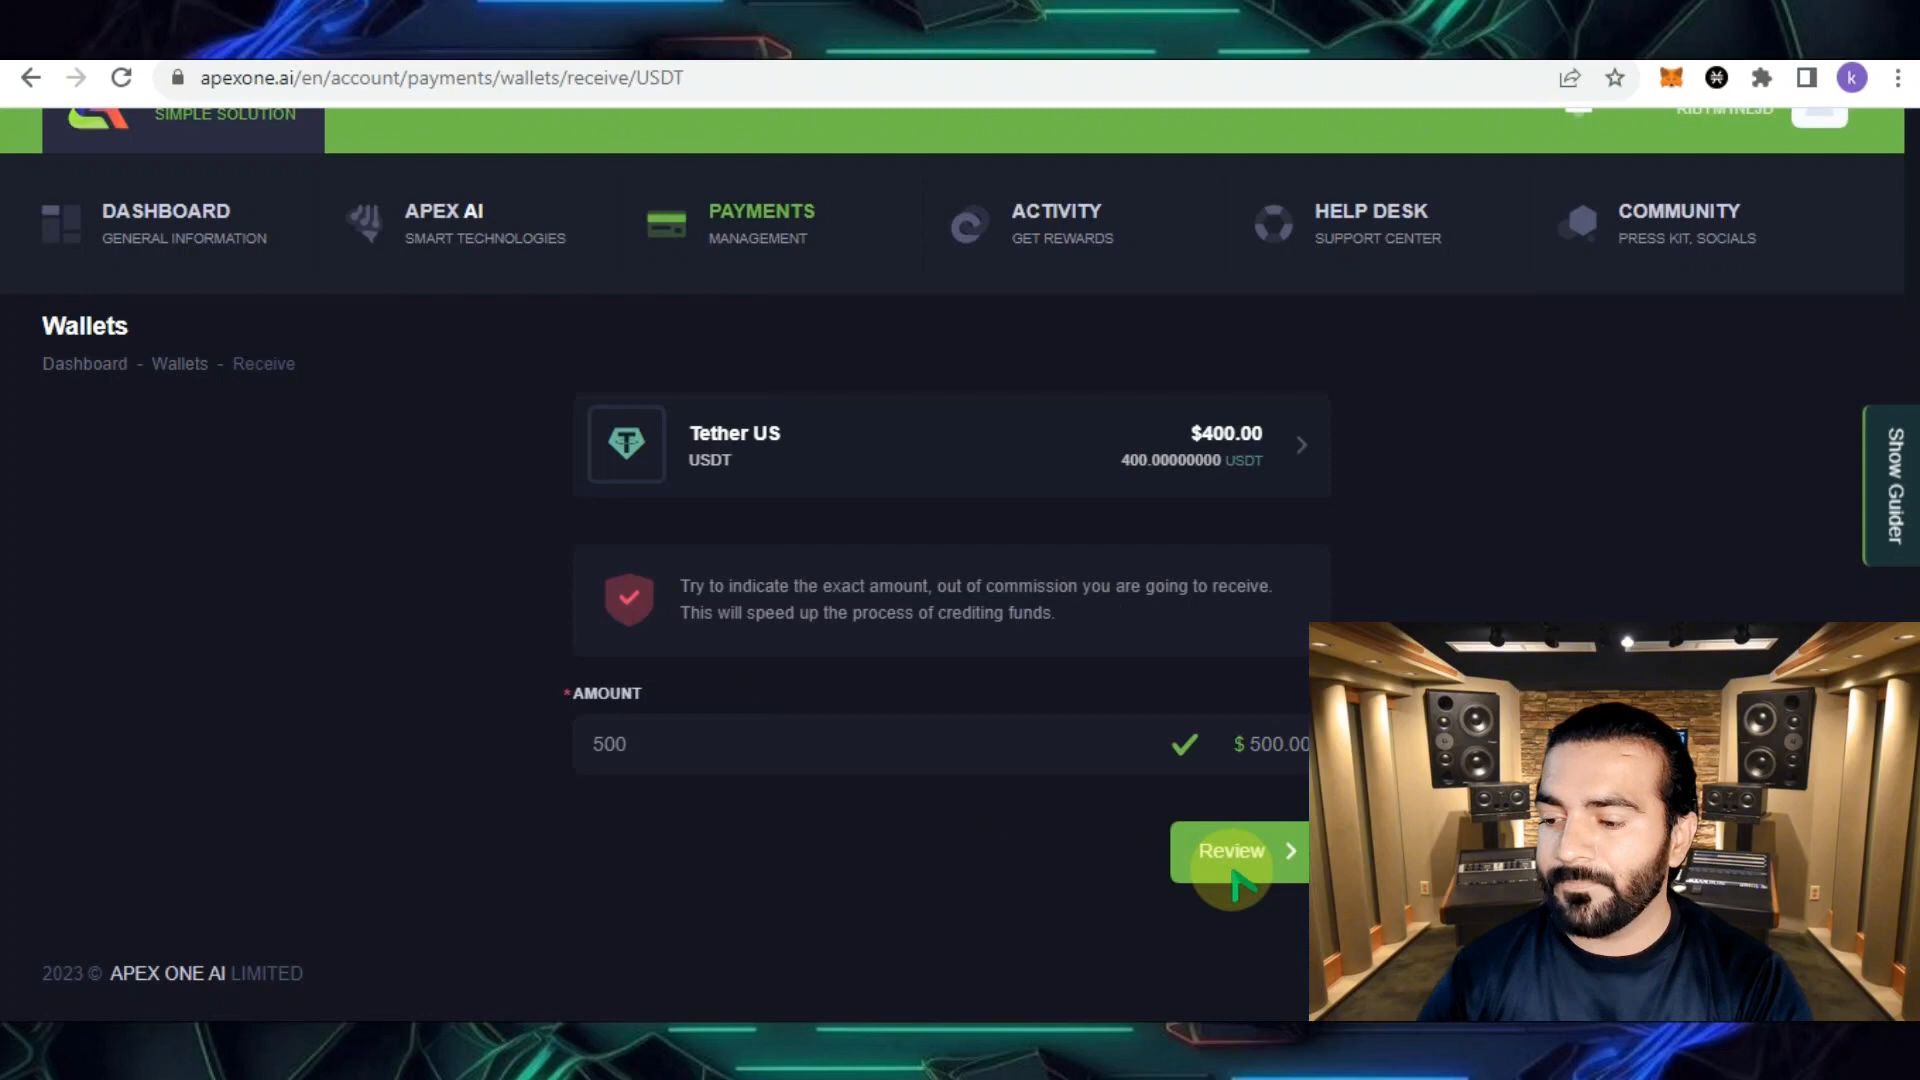 apexone.ai/en/account/payments/wallets/receive/USDT
k
SIMPLE SOLUTION
DASHBOARD
GENERAL INFORMATION
APEX AI
SMART TECHNOLOGIES
PAYMENTS
MANAGEMENT
ACTIVITY
GET REWARDS
HELP DESK
SUPPORT CENTER
COMMUNITY
PRESS KIT, SOCIALS
Wallets
Dashboard - Wallets - Receive
Tether US
USDT
$400.00
400.00000000 USDT
Show Guider
Try to indicate the exact amount, out of commission you are going to receive.
This will speed up the process of crediting funds.
*AMOUNT
500
$ 500.00
Review
2023 © APEX ONE AI LIMITED